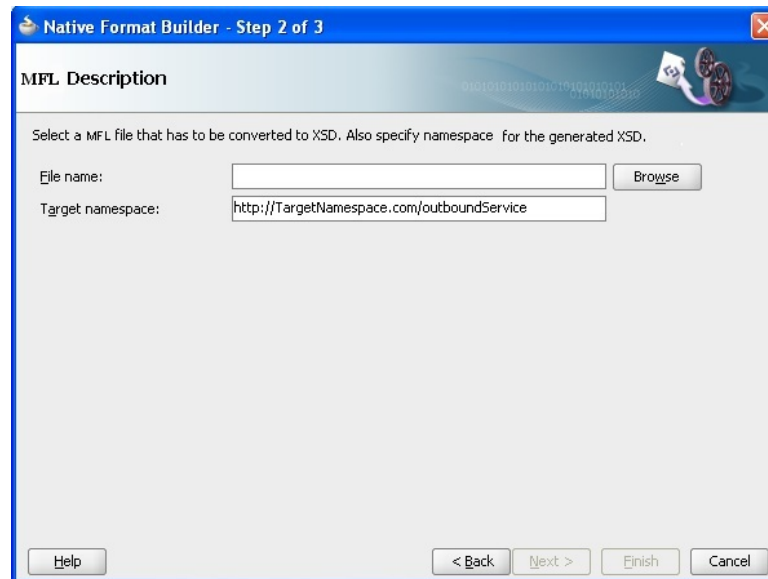 Native Format Builder - Step 2 of 3
MFL Description
Select a MFL file that has to be converted to XSD. Also specify namespace for the generated XSD.
File name:
Browse
Target namespace:
http://TargetNamespace.com/outboundService
Help
< Back
Next >
Finish
Cancel